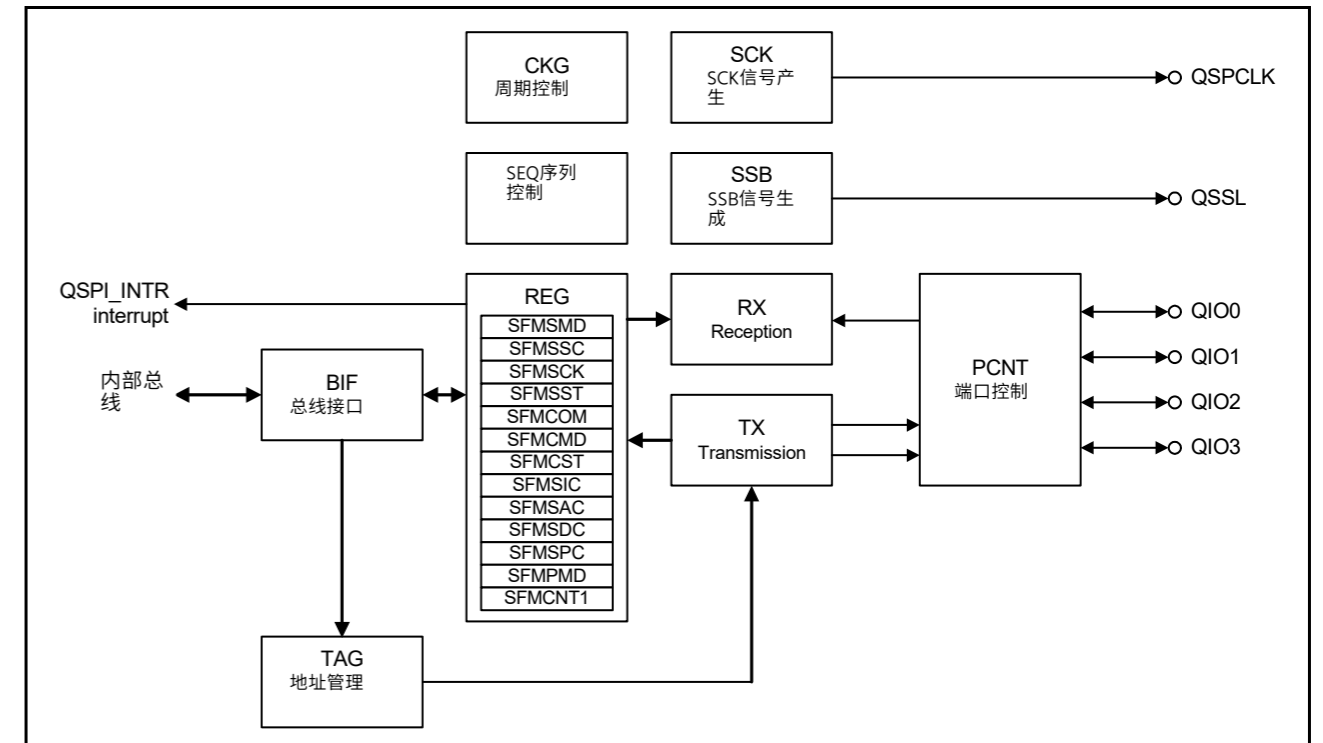 CKG
周期控制
SCK
SCK信号产
生
QSPCLK
SEQ序列
控制
SSB
SSB信号生
成
QSSL
QSPI_INTR
interrupt
REG
SFMSMD
SFMSSC
SFMSCK
SFMSST
SFMCOM
SFMCMD
SFMCST
SFMSIC
SFMSAC
SFMSDC
SFMSPC
SFMPMD
SFMCNT1
RX
Reception
PCNT
端口控制
QIO0
QIO1
QIO2
QIO3
内部总
线
BIF
总线接口
TX
Transmission
TAG
地址管理